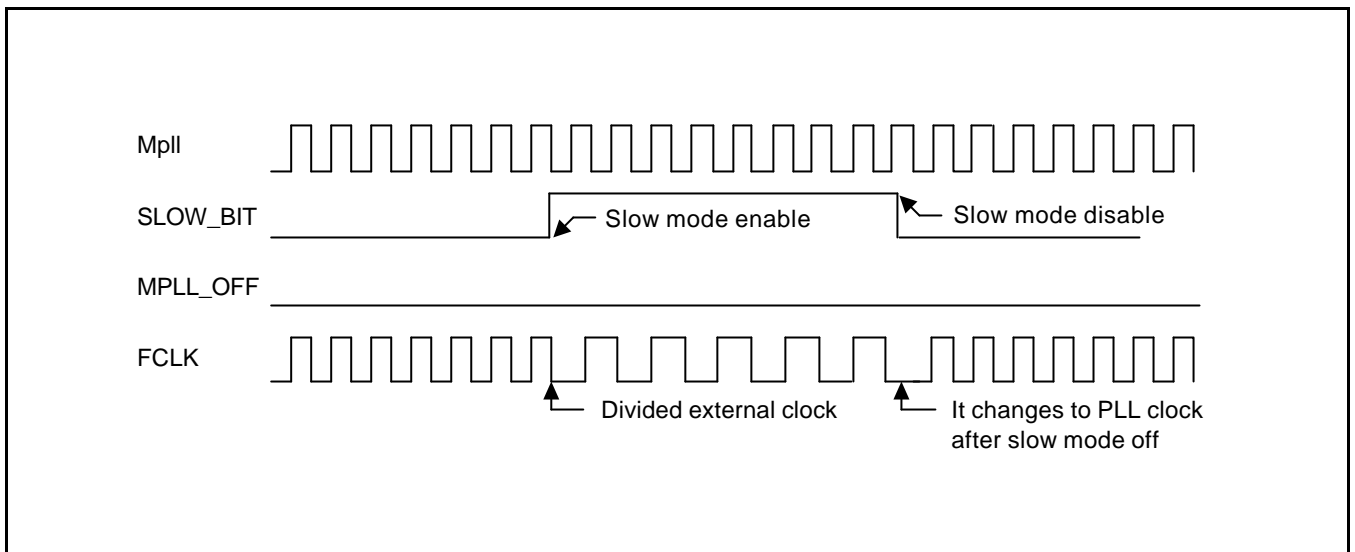 Mpll
SLOW_BIT
Slow mode enable
Slow mode disable
MPLL_OFF
FCLK
Divided external clock
It changes to PLL clock
after slow mode off